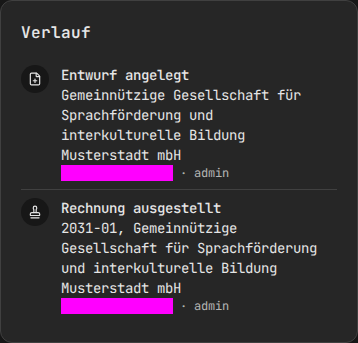 Verlauf
Entwurf angelegt
Gemeinnützige Gesellschaft für
Sprachförderung und
interkulturelle Bildung
Musterstadt mbH
· admin
Rechnung ausgestellt
2031-01, Gemeinnützige
Gesellschaft für Sprachförderung
und interkulturelle Bildung
Musterstadt mbH
· admin